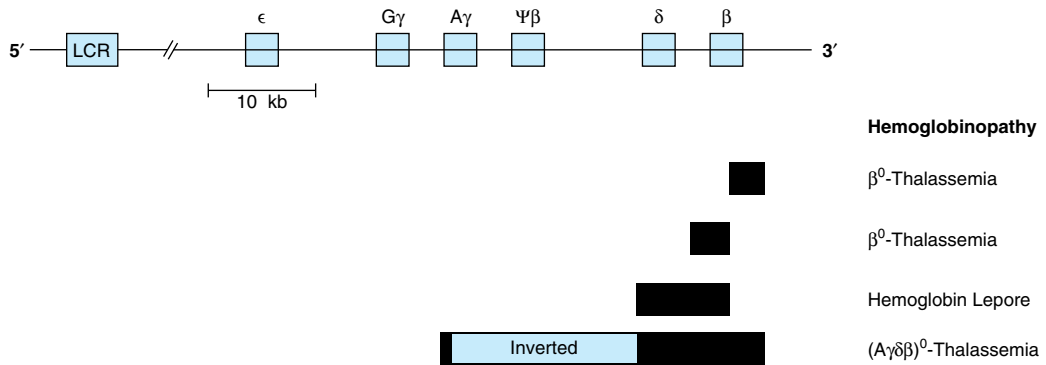 ϵ Gγ Aγ Ψβ δ β
5′ LCR 3′
10 kb
Hemoglobinopathy
β⁰-Thalassemia
β⁰-Thalassemia
Hemoglobin Lepore
Inverted (Aγδβ)⁰-Thalassemia